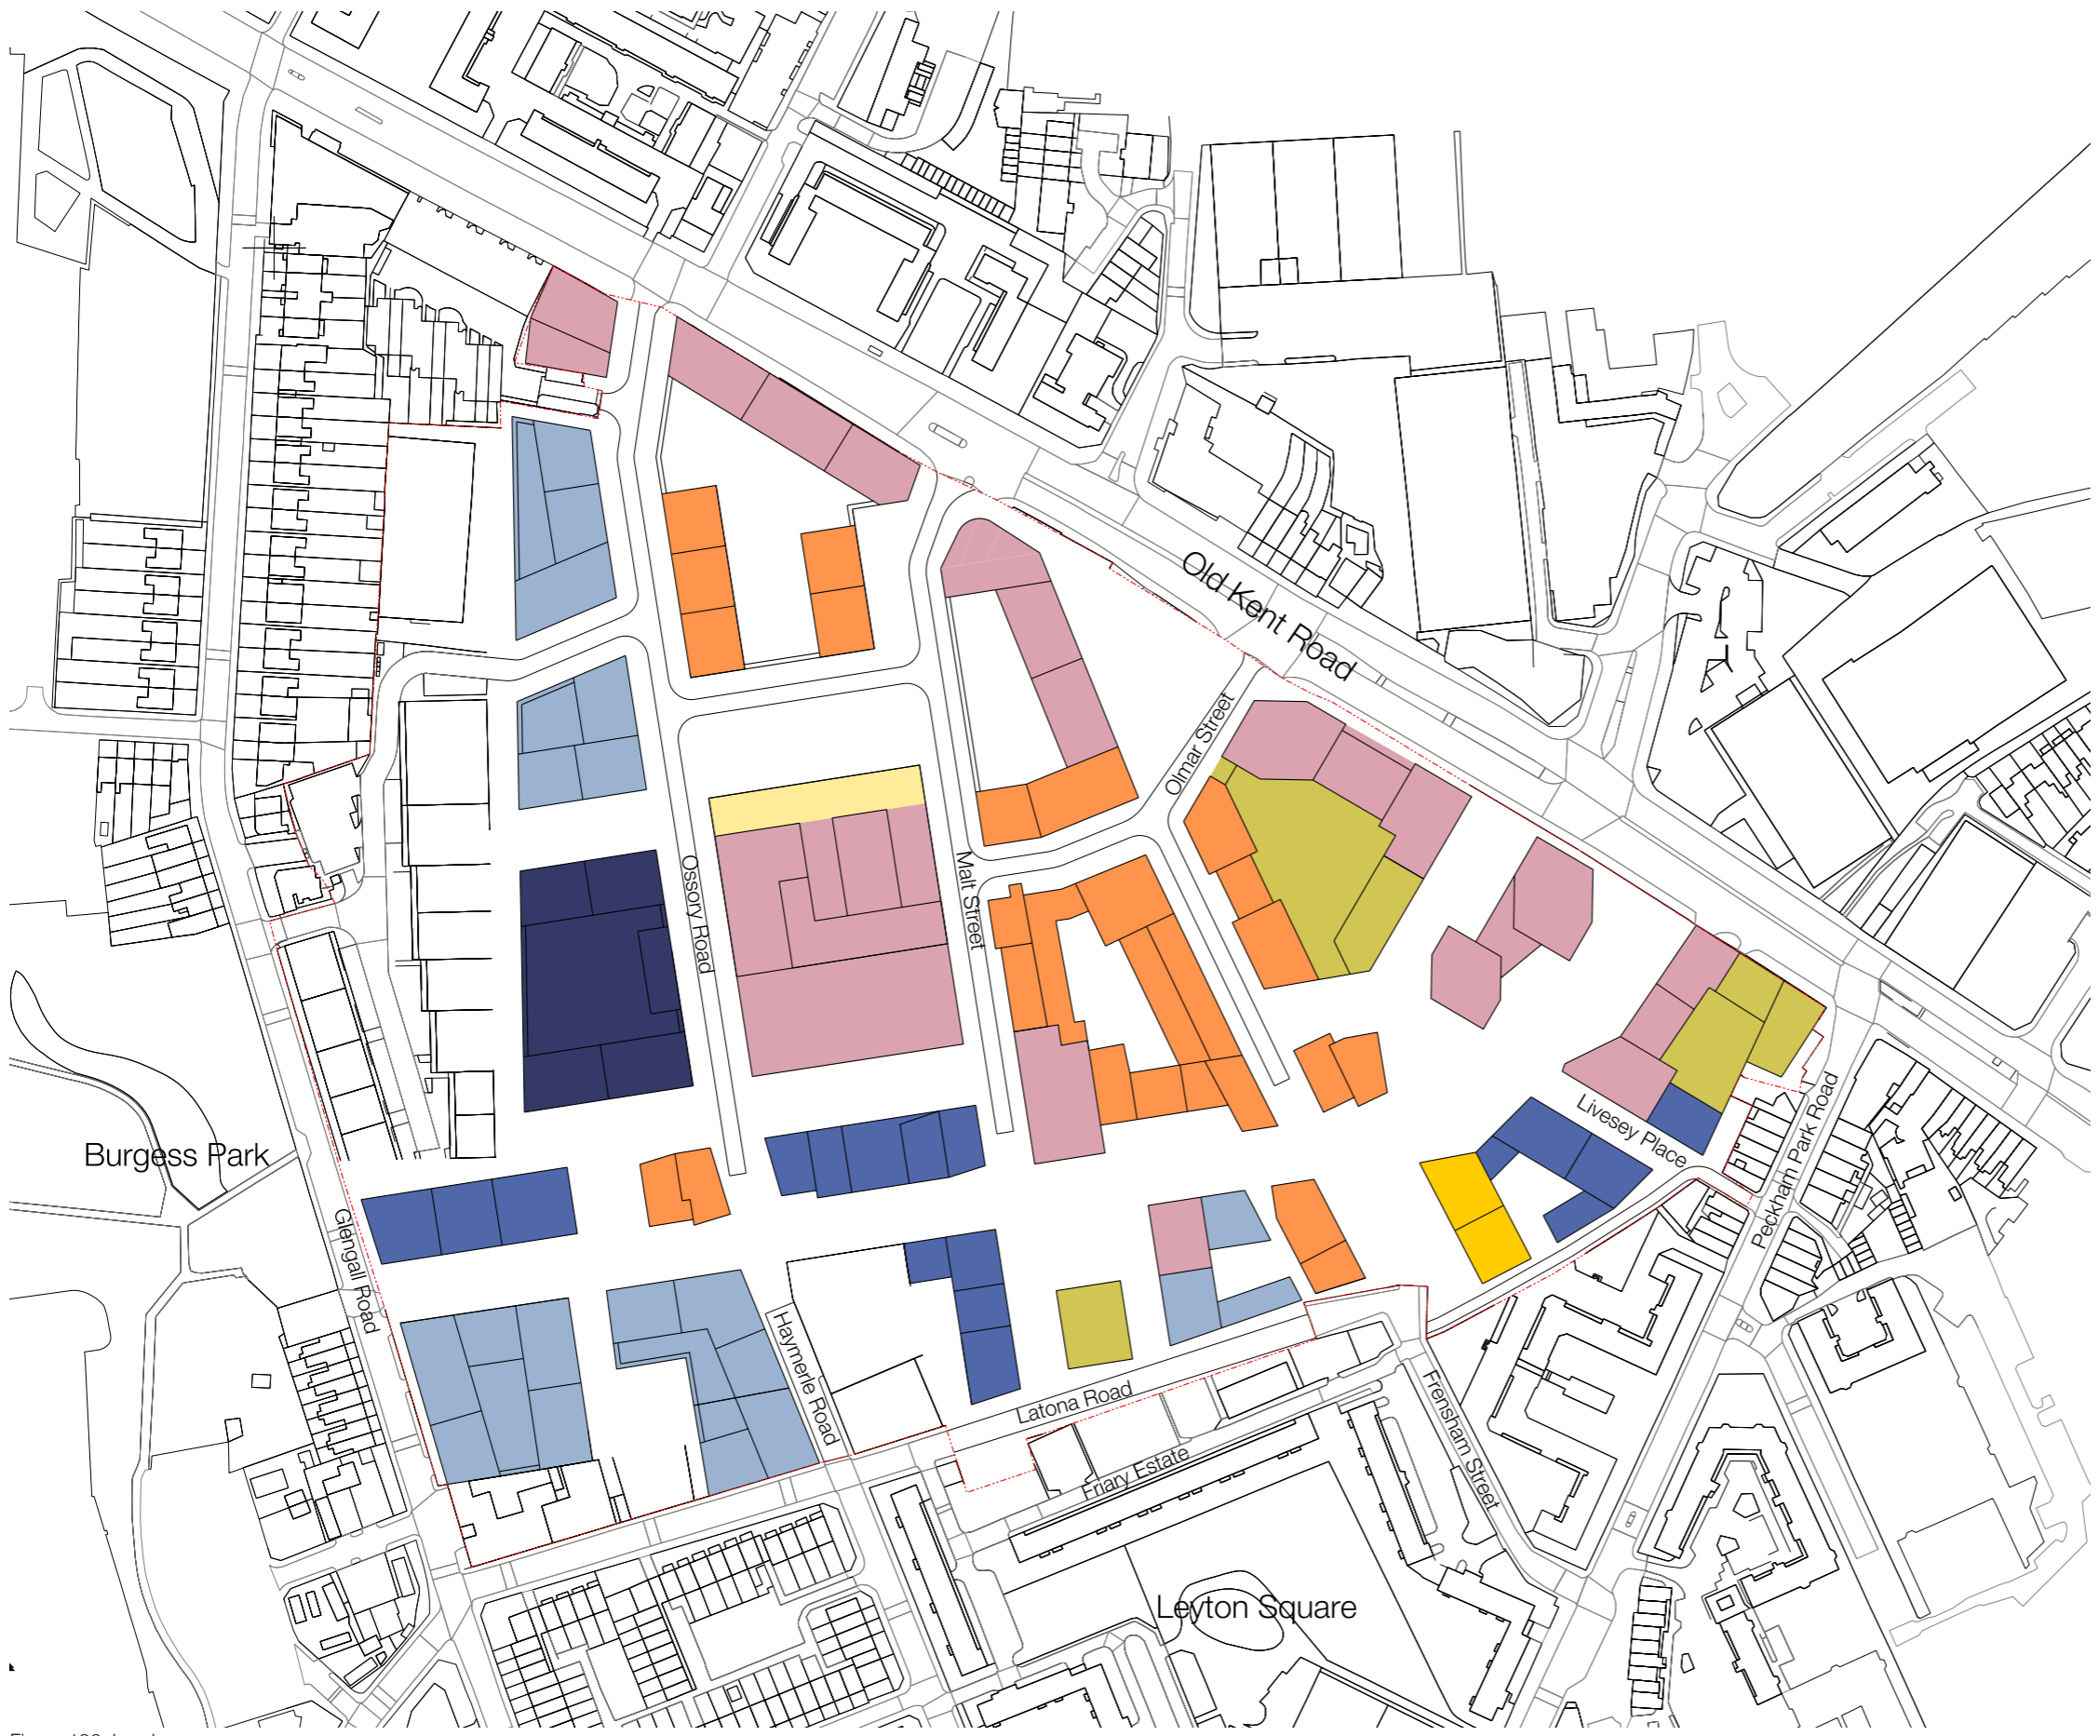 Old Kent Road
Olmar Street
Ossory Road
Malt Street
Livesey Place
Peckham Park Road
Burgess Park
Glengall Road
Haymerle Road
Latona Road
Friary Estate
Frensham Street
Leyton Square